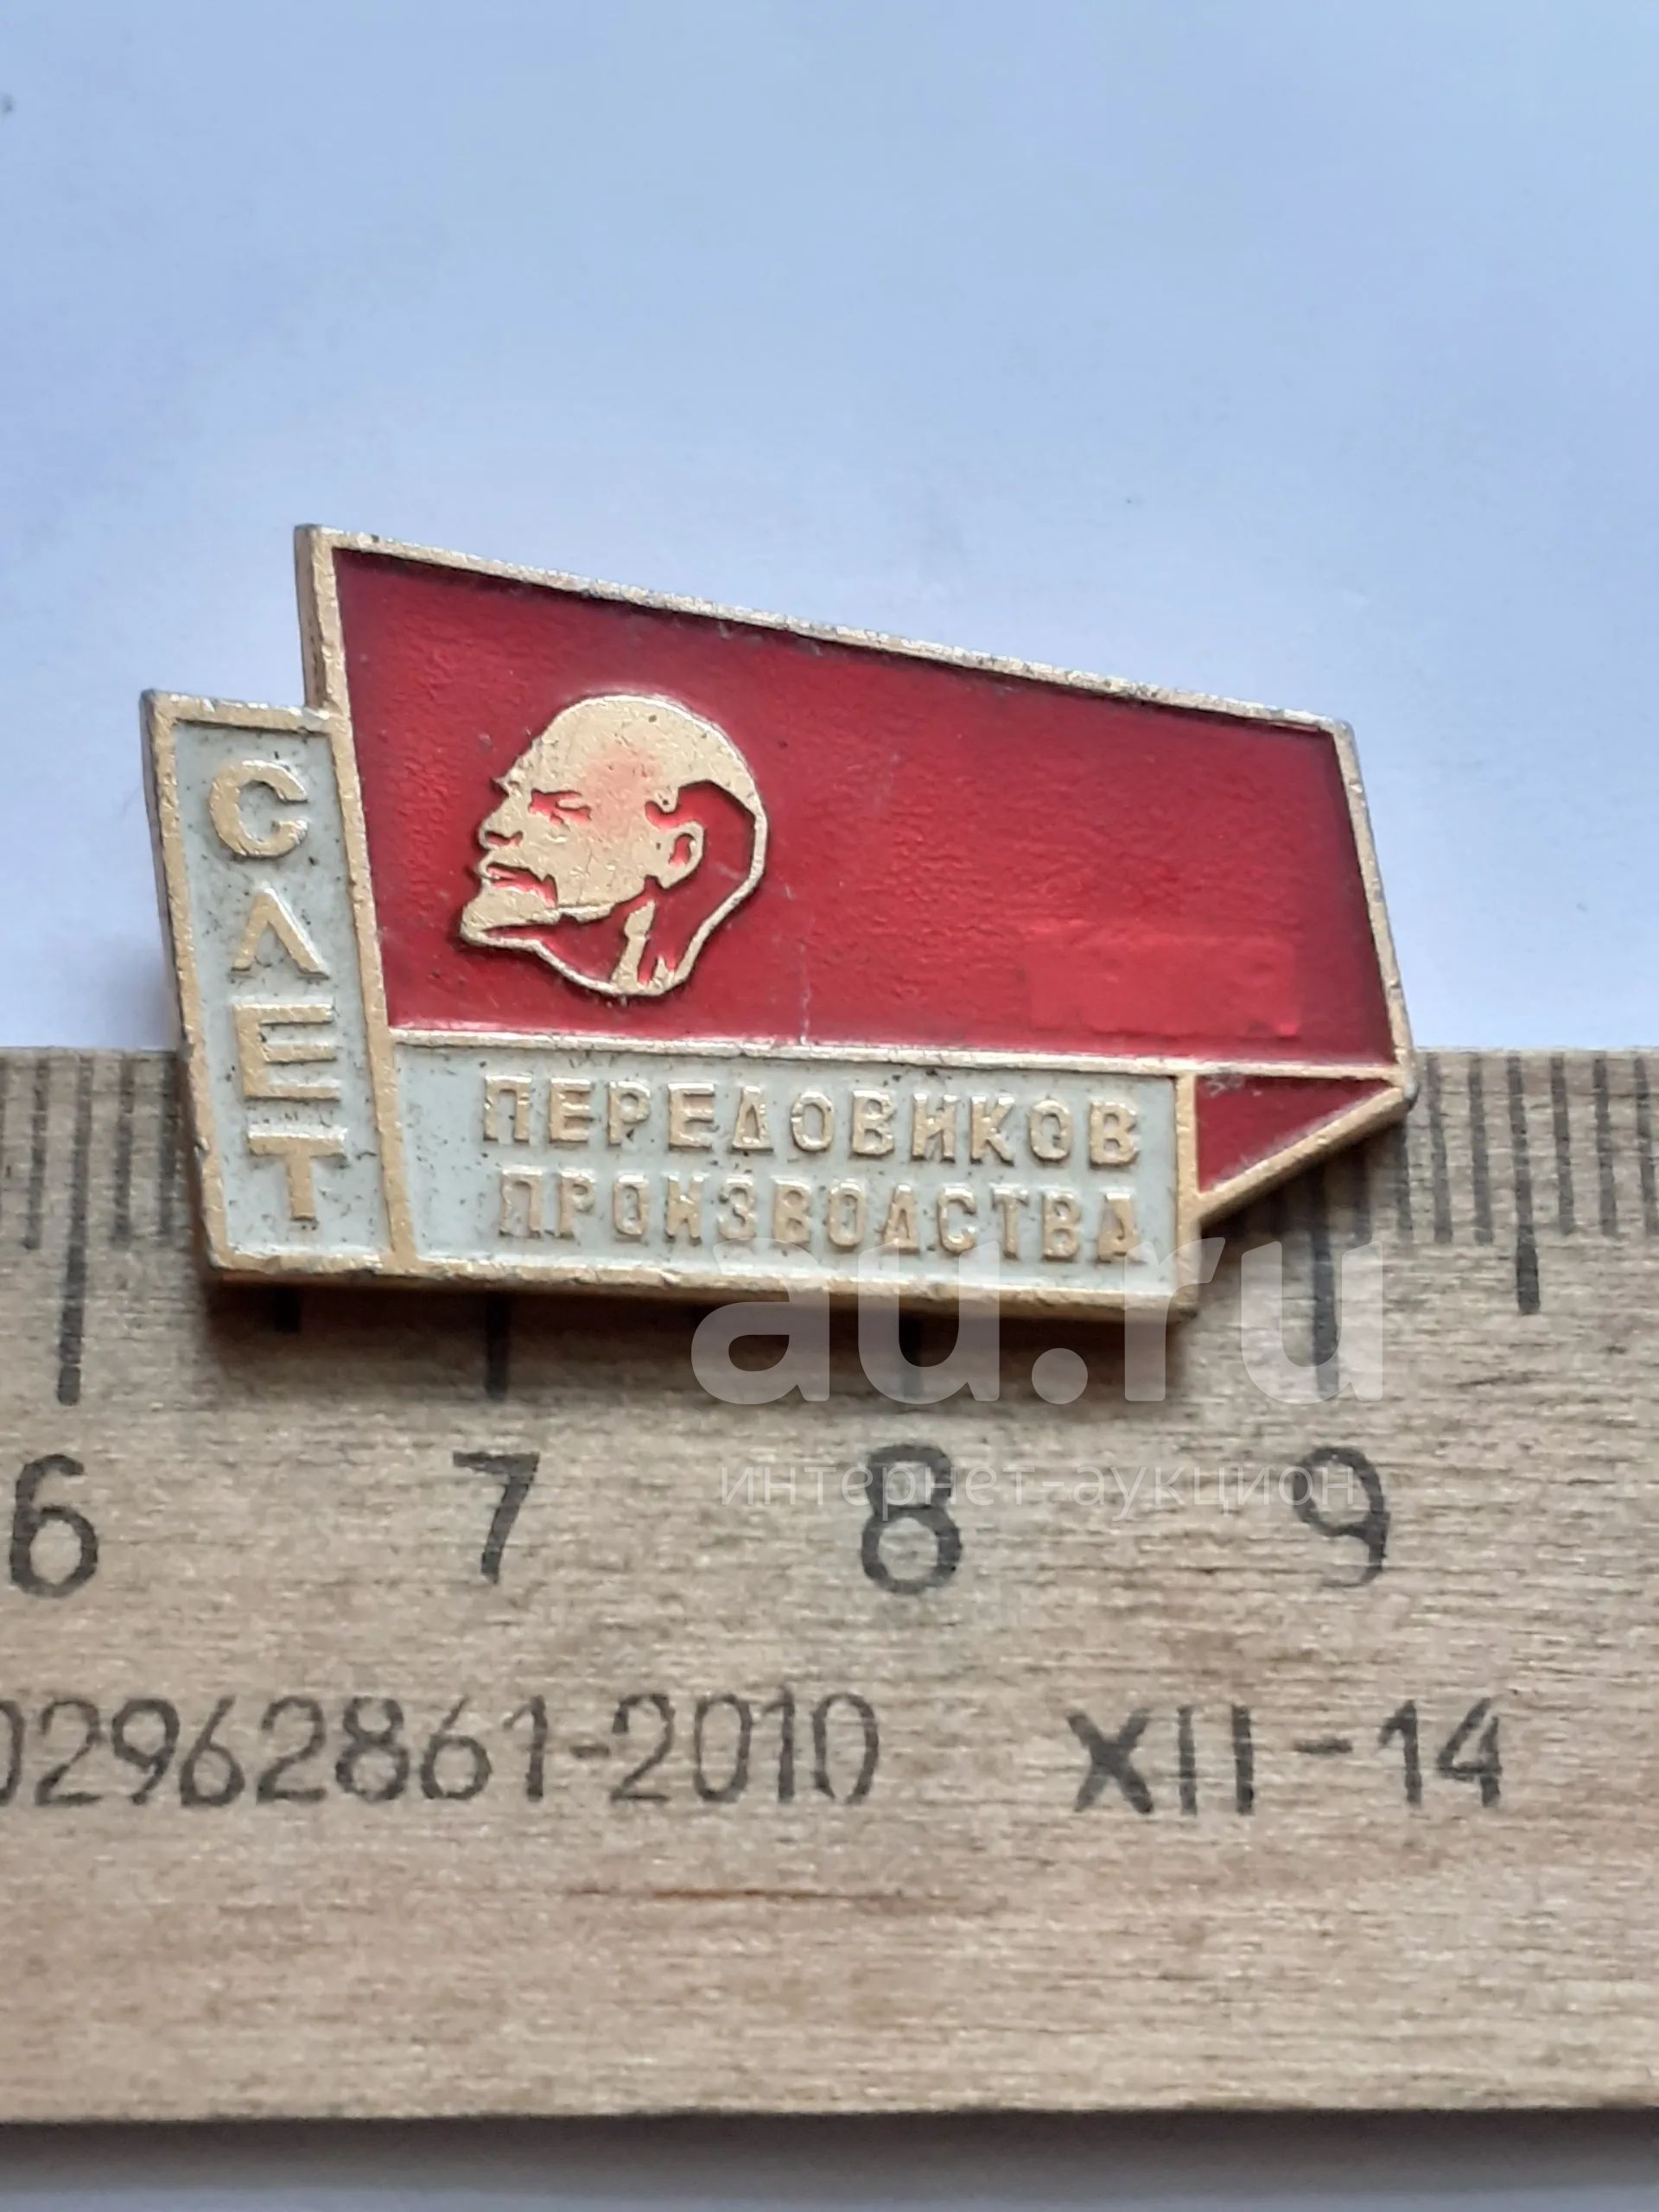 СЛЕТ
ПЕРЕДОВИКОВ
ПРОИЗВОДСТВА
au.ru
интернет-аукцион
6 7 8 9
02962861-2010 XII-14